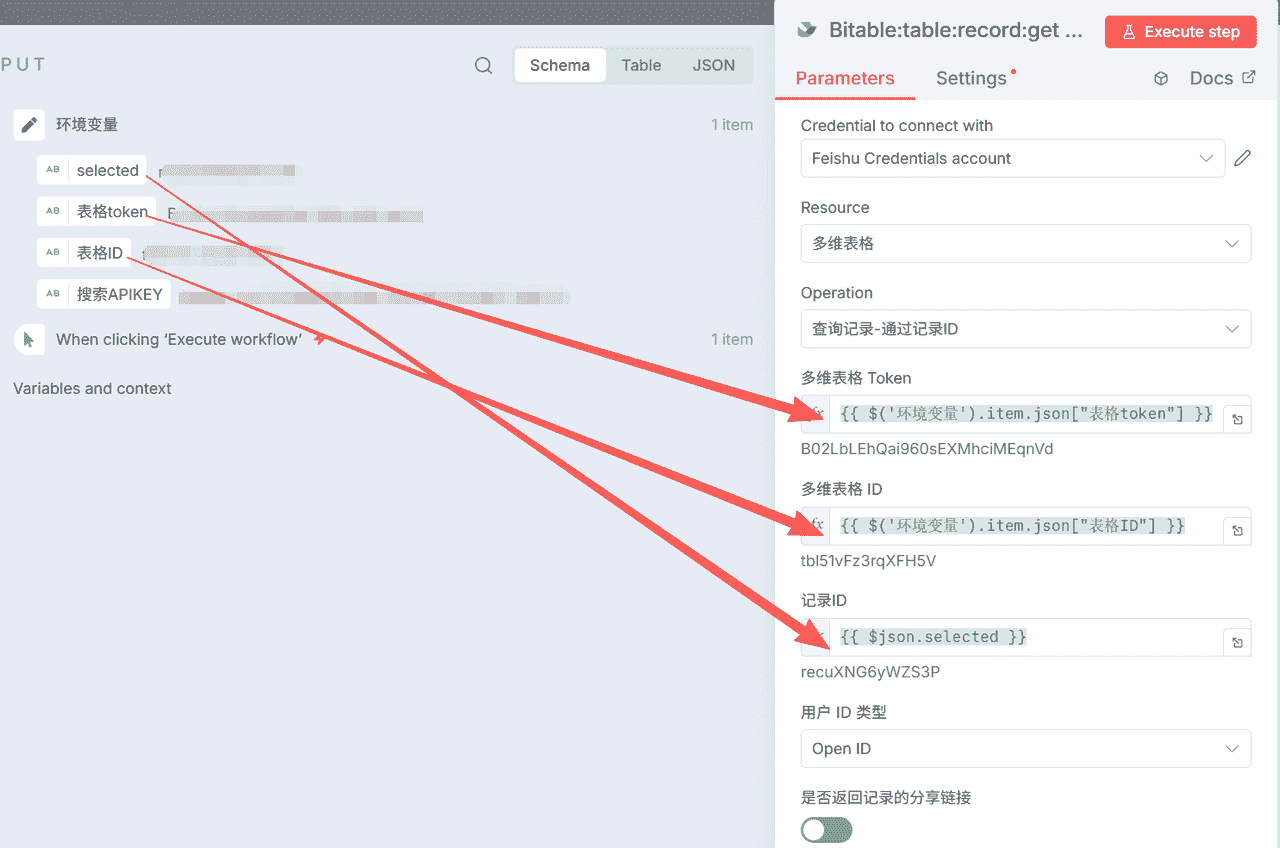 PUT
Schema
Table
JSON
环境变量
1 item
AB selected
AB 表格token
AB 表格ID
AB 搜索APIKEY
When clicking ‘Execute workflow’
1 item
Variables and context
Bitable:table:record:get ...
Execute step
Parameters
Settings
Docs
Credential to connect with
Feishu Credentials account
Resource
多维表格
Operation
查询记录-通过记录ID
多维表格 Token
{{ $('环境变量').item.json["表格token"] }}
B02LbLEhQai960sEXMhciMEqnVd
多维表格 ID
{{ $('环境变量').item.json["表格ID"] }}
tbl51vFz3rqXFH5V
记录ID
{{ $json.selected }}
recuXNG6yWZS3P
用户 ID 类型
Open ID
是否返回记录的分享链接